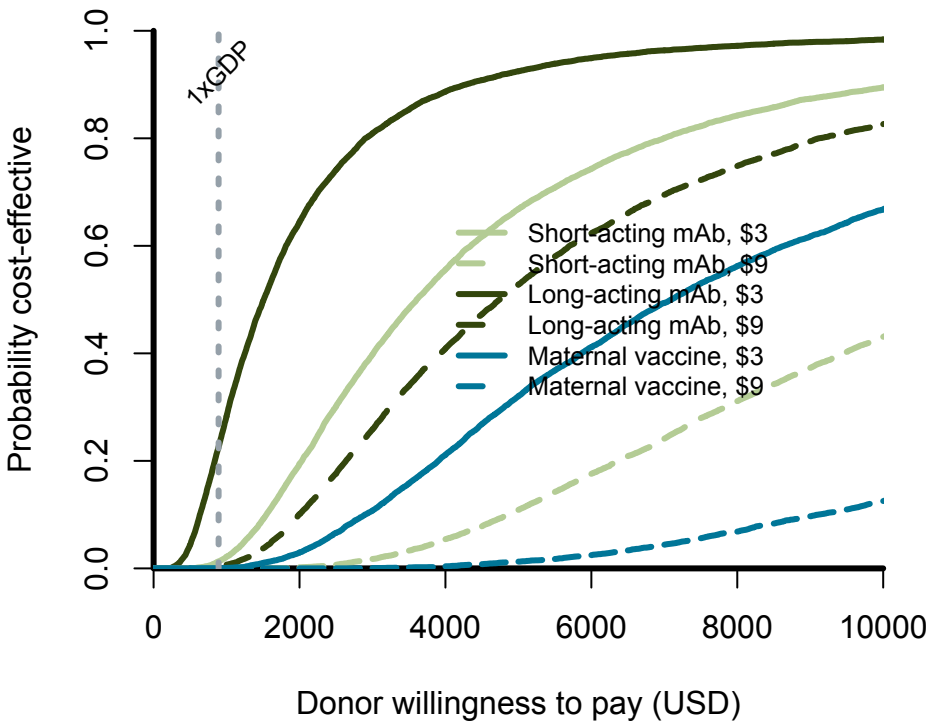 Probability cost-effective
1.0
0.8
0.6
0.4
0.2
0.0
1xGDP
Short-acting mAb, $3
Short-acting mAb, $9
Long-acting mAb, $3
Long-acting mAb, $9
Maternal vaccine, $3
Maternal vaccine, $9
0 2000 4000 6000 8000 10000
Donor willingness to pay (USD)